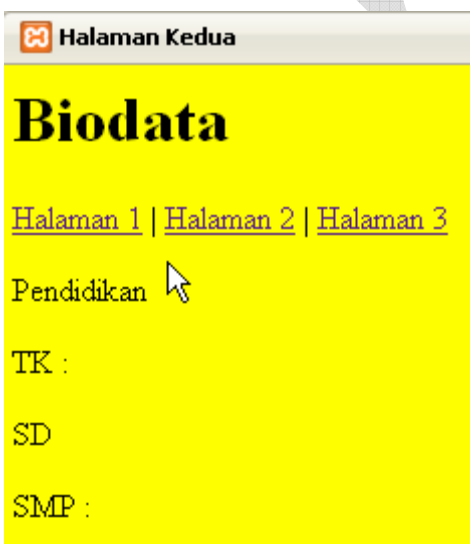 Halaman Kedua
Biodata
Halaman 1 | Halaman 2 | Halaman 3
Pendidikan
TK :
SD
SMP :